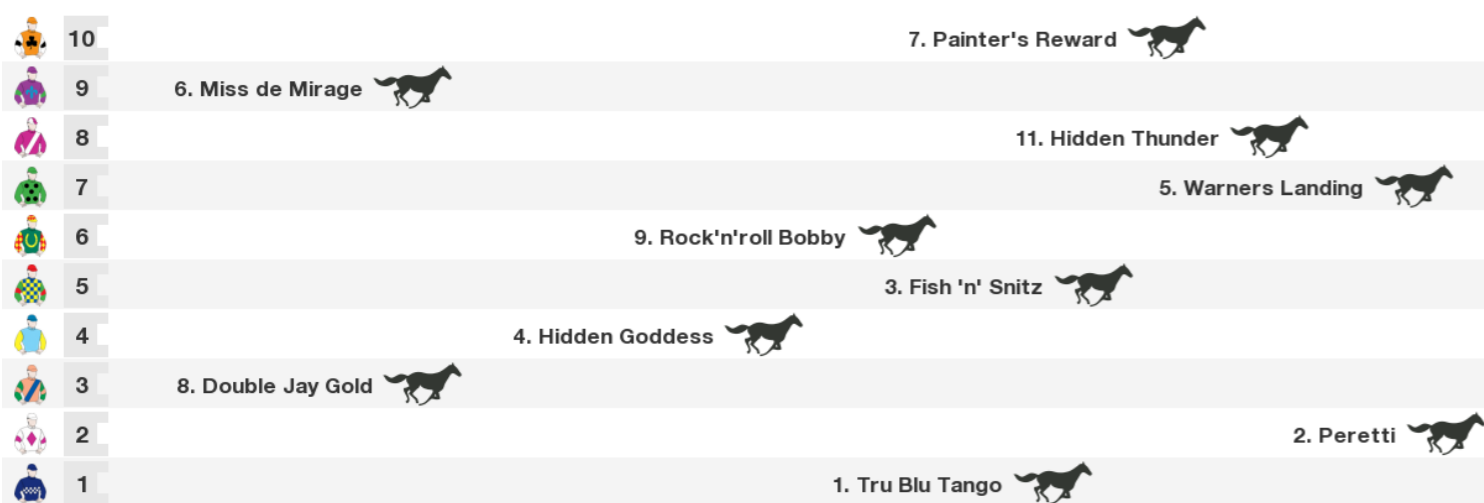 10 7. Painter's Reward
9 6. Miss de Mirage
8 11. Hidden Thunder
7 5. Warners Landing
6 9. Rock'n'roll Bobby
5 3. Fish 'n' Snitz
4 4. Hidden Goddess
3 8. Double Jay Gold
2 2. Peretti
1 1. Tru Blu Tango